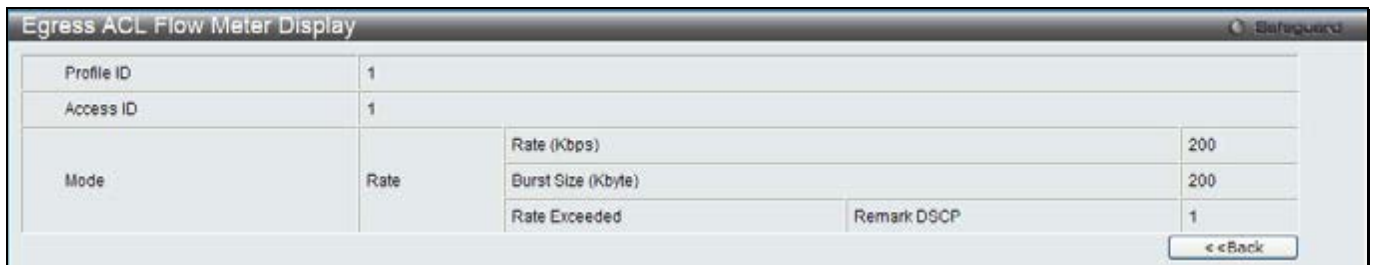 Egress ACL Flow Meter Display
Safeguard
Profile ID 1
Access ID 1
Mode Rate Rate (Kbps) 200
Burst Size (Kbyte) 200
Rate Exceeded Remark DSCP 1
<<Back